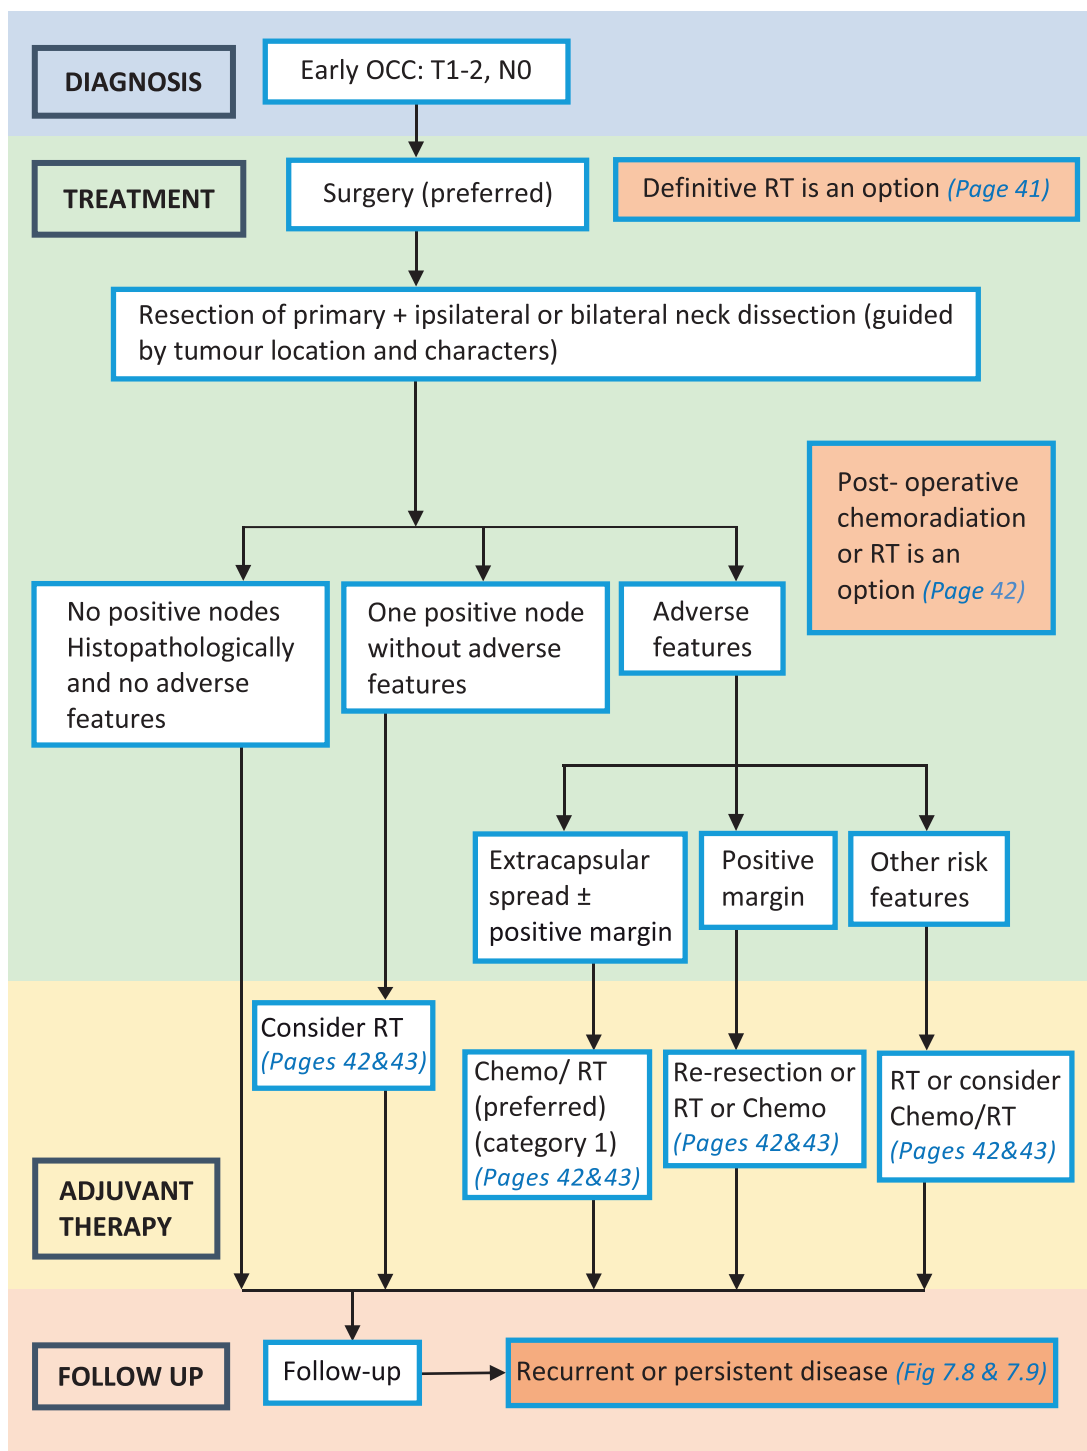 DIAGNOSIS
Early OCC: T1-2, N0
TREATMENT
Surgery (preferred)
Definitive RT is an option (Page 41)
Resection of primary + ipsilateral or bilateral neck dissection (guided
by tumour location and characters)
Post- operative
chemoradiation
or RT is an
option (Page 42)
No positive nodes
Histopathologically
and no adverse
features
One positive node
without adverse
features
Adverse
features
Extracapsular
spread ±
positive margin
Positive
margin
Other risk
features
Consider RT
(Pages 42&43)
Chemo/ RT
(preferred)
(category 1)
(Pages 42&43)
Re-resection or
RT or Chemo
(Pages 42&43)
RT or consider
Chemo/RT
(Pages 42&43)
ADJUVANT
THERAPY
FOLLOW UP
Follow-up
Recurrent or persistent disease (Fig 7.8 & 7.9)